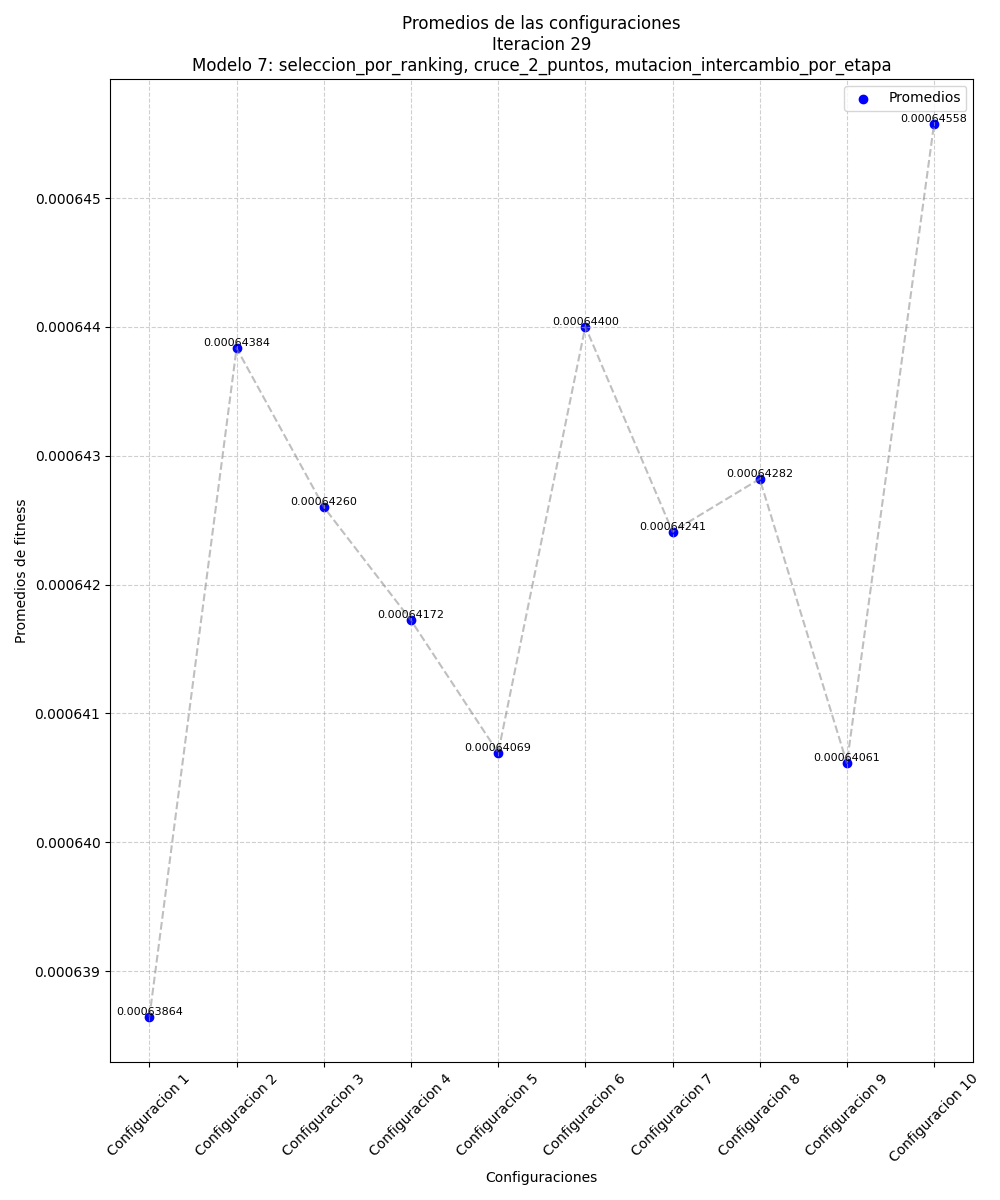 Promedios de las configuraciones
Iteracion 29
Modelo 7: seleccion_por_ranking, cruce_2_puntos, mutacion_intercambio_por_etapa
Promedios
0.00064558
0.000645
0.000644
0.00064400
0.00064384
0.000643
0.00064282
0.00064260
0.00064241
0.000642
0.00064172
Promedios de fitness
0.000641
0.00064069
0.00064061
0.000640
0.000639
0.00063864
Configuracion 1
Configuracion 2
Configuracion 3
Configuracion 4
Configuracion 5
Configuracion 6
Configuracion 7
Configuracion 8
Configuracion 9
Configuracion 10
Configuraciones